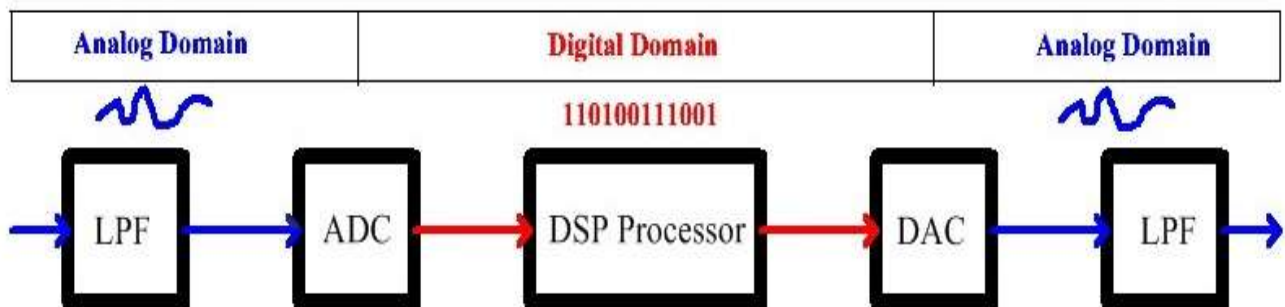 Analog Domain Digital Domain Analog Domain
110100111001
LPF ADC DSP Processor DAC LPF